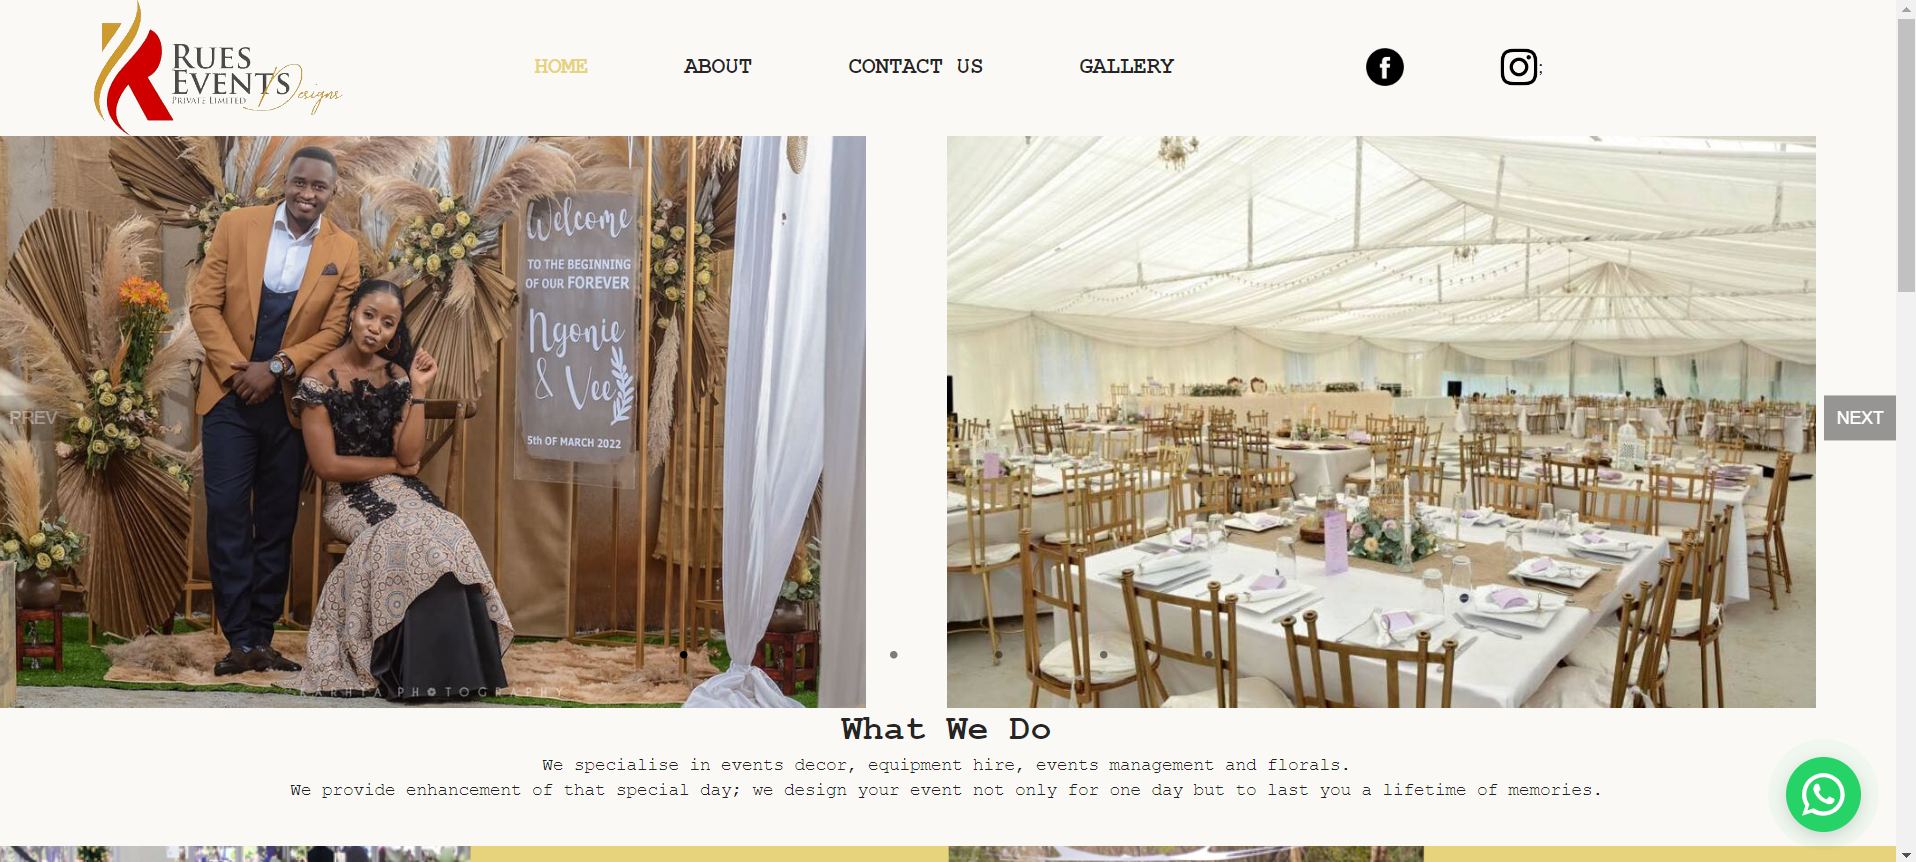 RUES
EVENTS
PRIVATE LIMITED
Designs
HOME
ABOUT
CONTACT US
GALLERY
;
Welcome
TO THE BEGINNING
OF OUR FOREVER
Ngonie
& Vee
5th OF MARCH 2022
KARHTA PHOTOGRAPHY
PREV
NEXT
What We Do
We specialise in events decor, equipment hire, events management and florals.
We provide enhancement of that special day; we design your event not only for one day but to last you a lifetime of memories.